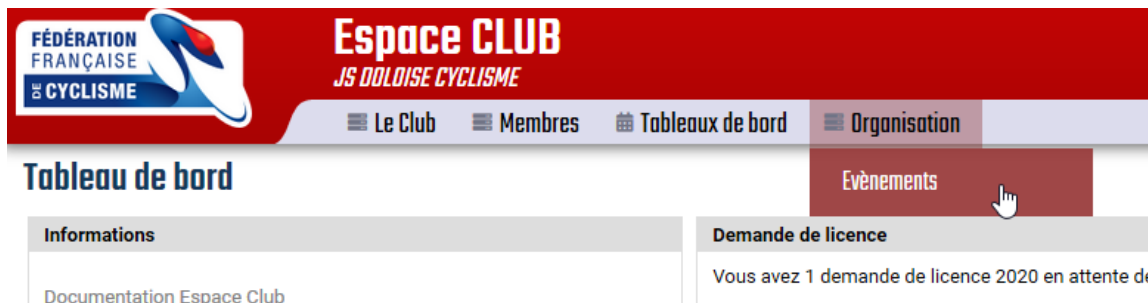 FÉDÉRATION
FRANÇAISE
DE CYCLISME
Espace CLUB
JS DOLOISE CYCLISME
Le Club Membres Tableaux de bord Organisation
Evènements
Tableau de bord
Informations
Documentation Espace Club
Demande de licence
Vous avez 1 demande de licence 2020 en attente de